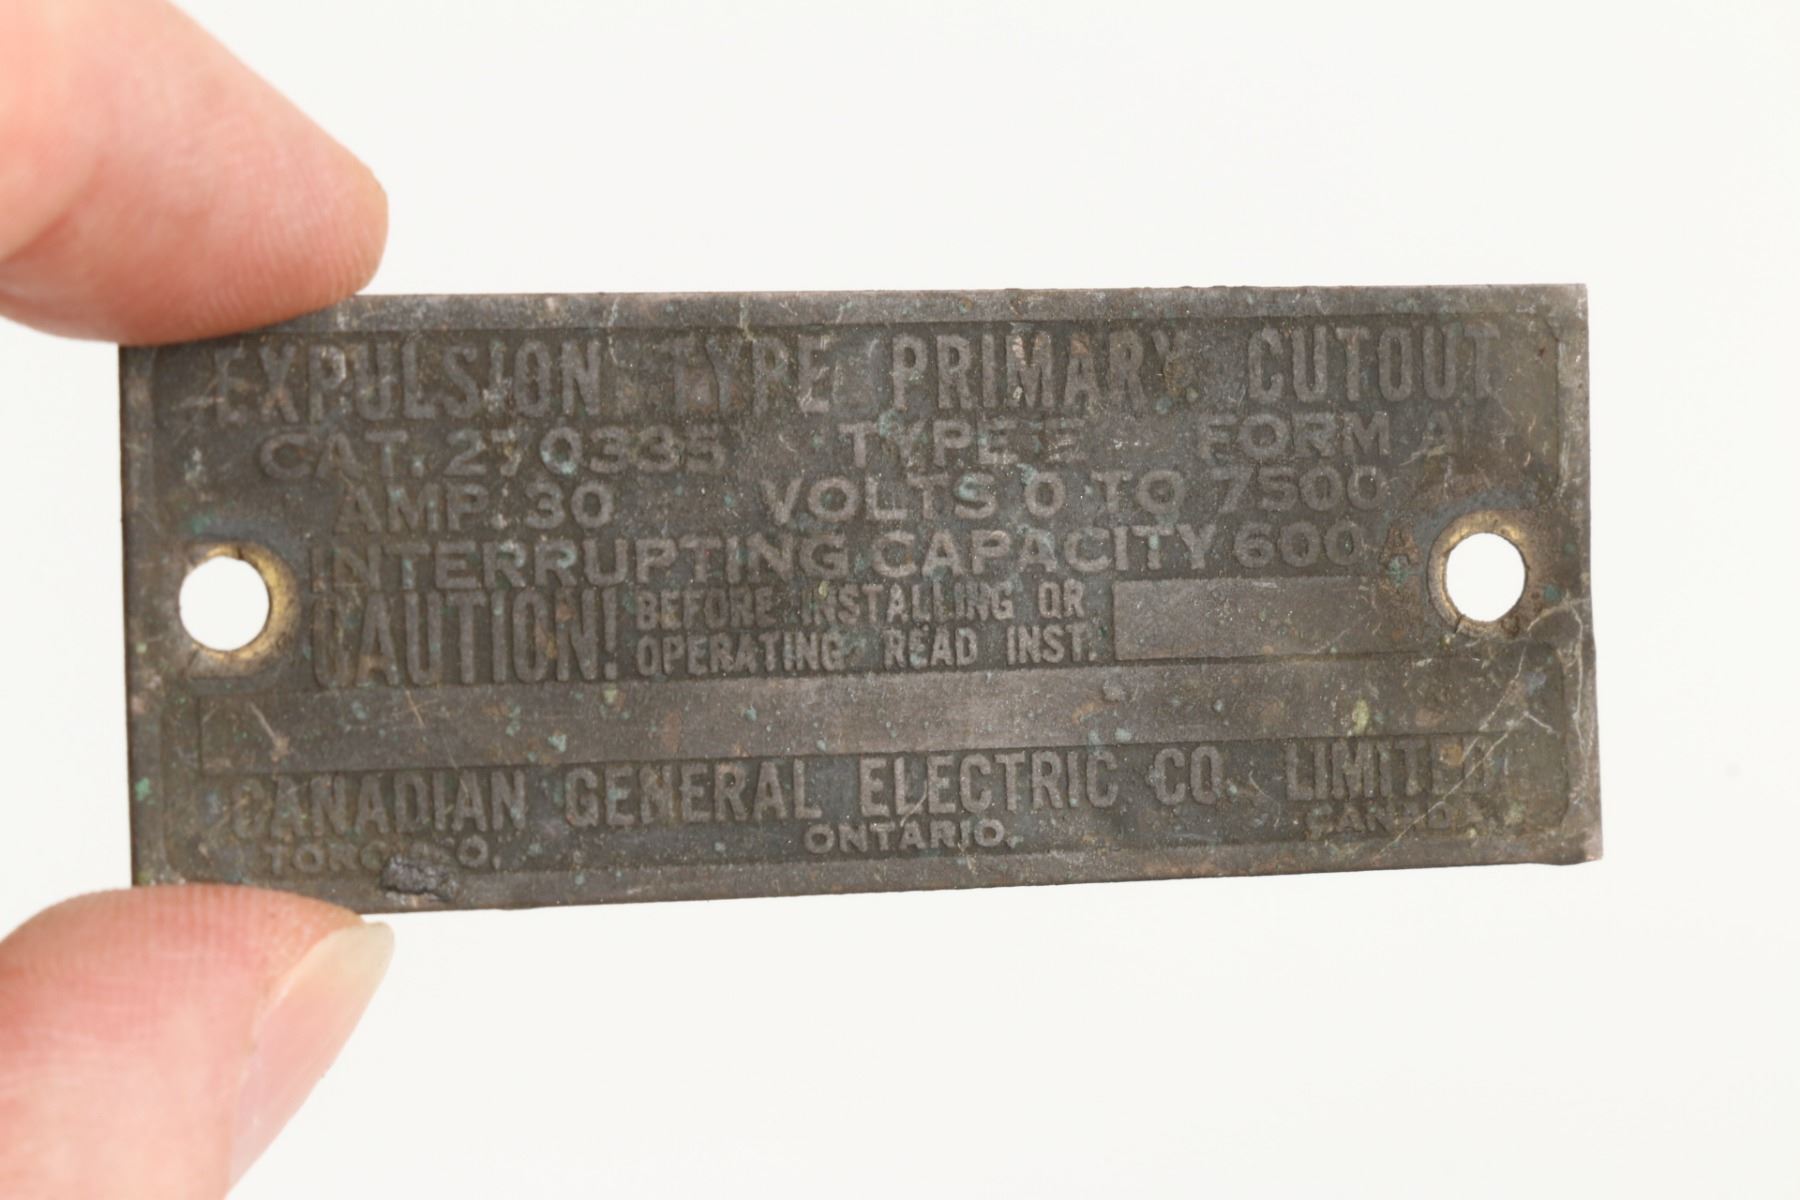 EXPULSION TYPE PRIMARY CUTOUT
CAT. 270335 TYPE E FORM A
AMP. 30 VOLTS 0 TO 7500
INTERRUPTING CAPACITY 600
CAUTION! BEFORE INSTALLING OR
OPERATING READ INST.
CANADIAN GENERAL ELECTRIC CO. LIMITED
TORONTO, ONTARIO, CANADA.